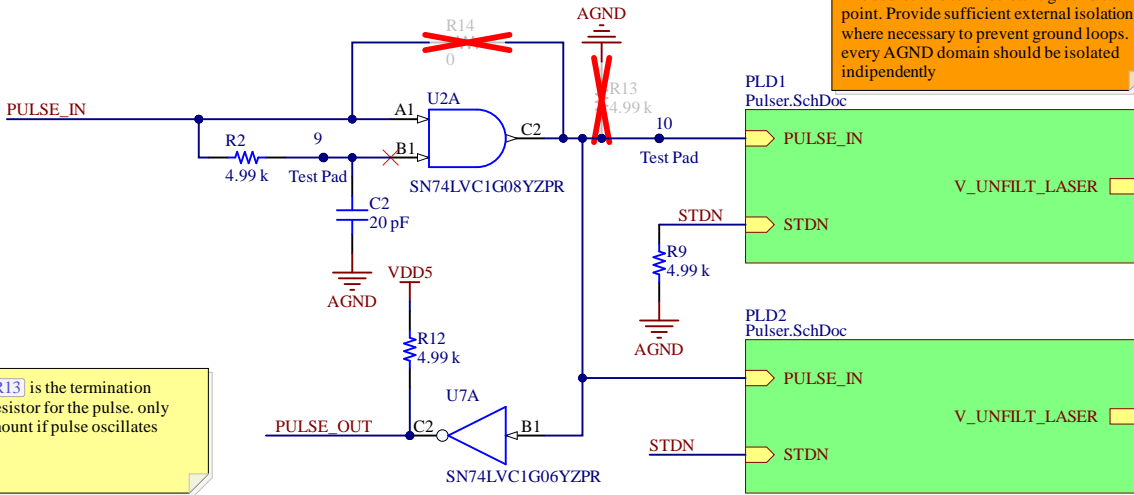 point. Provide sufficient external isolation
where necessary to prevent ground loops.
every AGND domain should be isolated
indipendently
AGND
R14
0
R13
4.99 k
PULSE_IN
A1
U2A
C2
B1
SN74LVC1G08YZPR
R2
4.99 k
9
Test Pad
C2
20 pF
AGND
10
Test Pad
PLD1
Pulser.SchDoc
PULSE_IN
V_UNFILT_LASER
STDN
STDN
R9
4.99 k
AGND
VDD5
R12
4.99 k
U7A
PULSE_OUT
C2
B1
SN74LVC1G06YZPR
PLD2
Pulser.SchDoc
PULSE_IN
V_UNFILT_LASER
STDN
STDN
R13 is the termination
esistor for the pulse. only
ount if pulse oscillates